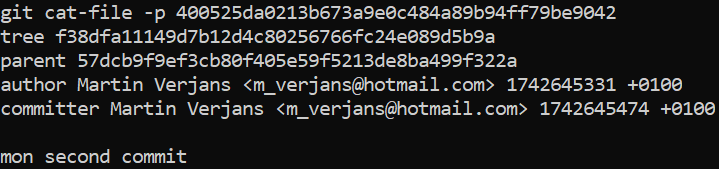 git cat-file -p 400525da0213b673a9e0c484a89b94ff79be9042
tree f38dfa11149d7b12d4c80256766fc24e089d5b9a
parent 57dcb9f9ef3cb80f405e59f5213de8ba499f322a
author Martin Verjans <m_verjans@hotmail.com> 1742645331 +0100
committer Martin Verjans <m_verjans@hotmail.com> 1742645474 +0100
mon second commit